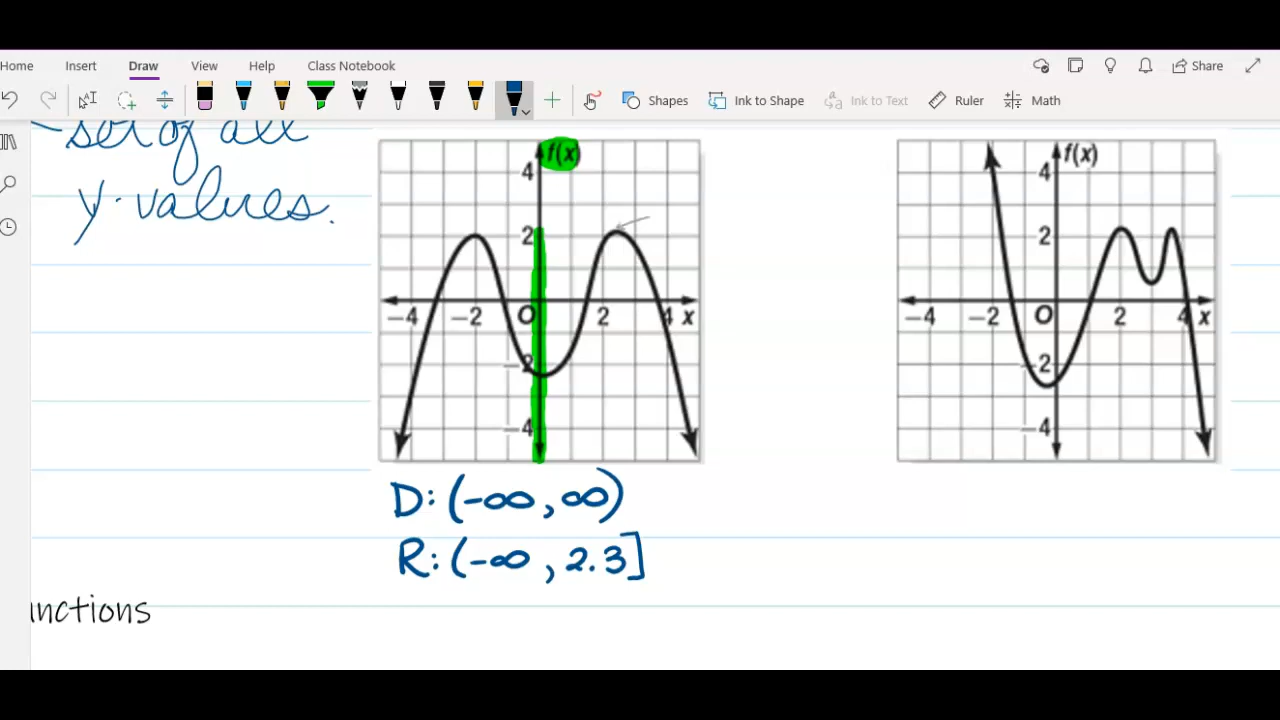 Home Insert Draw View Help Class Notebook Share
Shapes Ink to Shape Ink to Text Ruler Math
-set of all
y-values.
f(x)
4
2
-4 -2 O 2 4 x
-2
-4
f(x)
4
2
-4 -2 O 2 4 x
-2
-4
D: (-∞, ∞)
R: (-∞, 2.3]
unctions